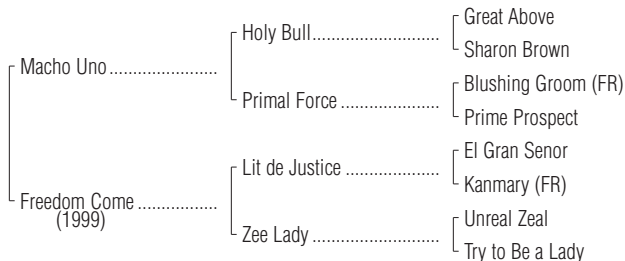 Great Above
Holy Bull
Sharon Brown
Macho Uno
Blushing Groom (FR)
Primal Force
Prime Prospect
El Gran Senor
Lit de Justice
Kanmary (FR)
Freedom Come
(1999)
Unreal Zeal
Zee Lady
Try to Be a Lady